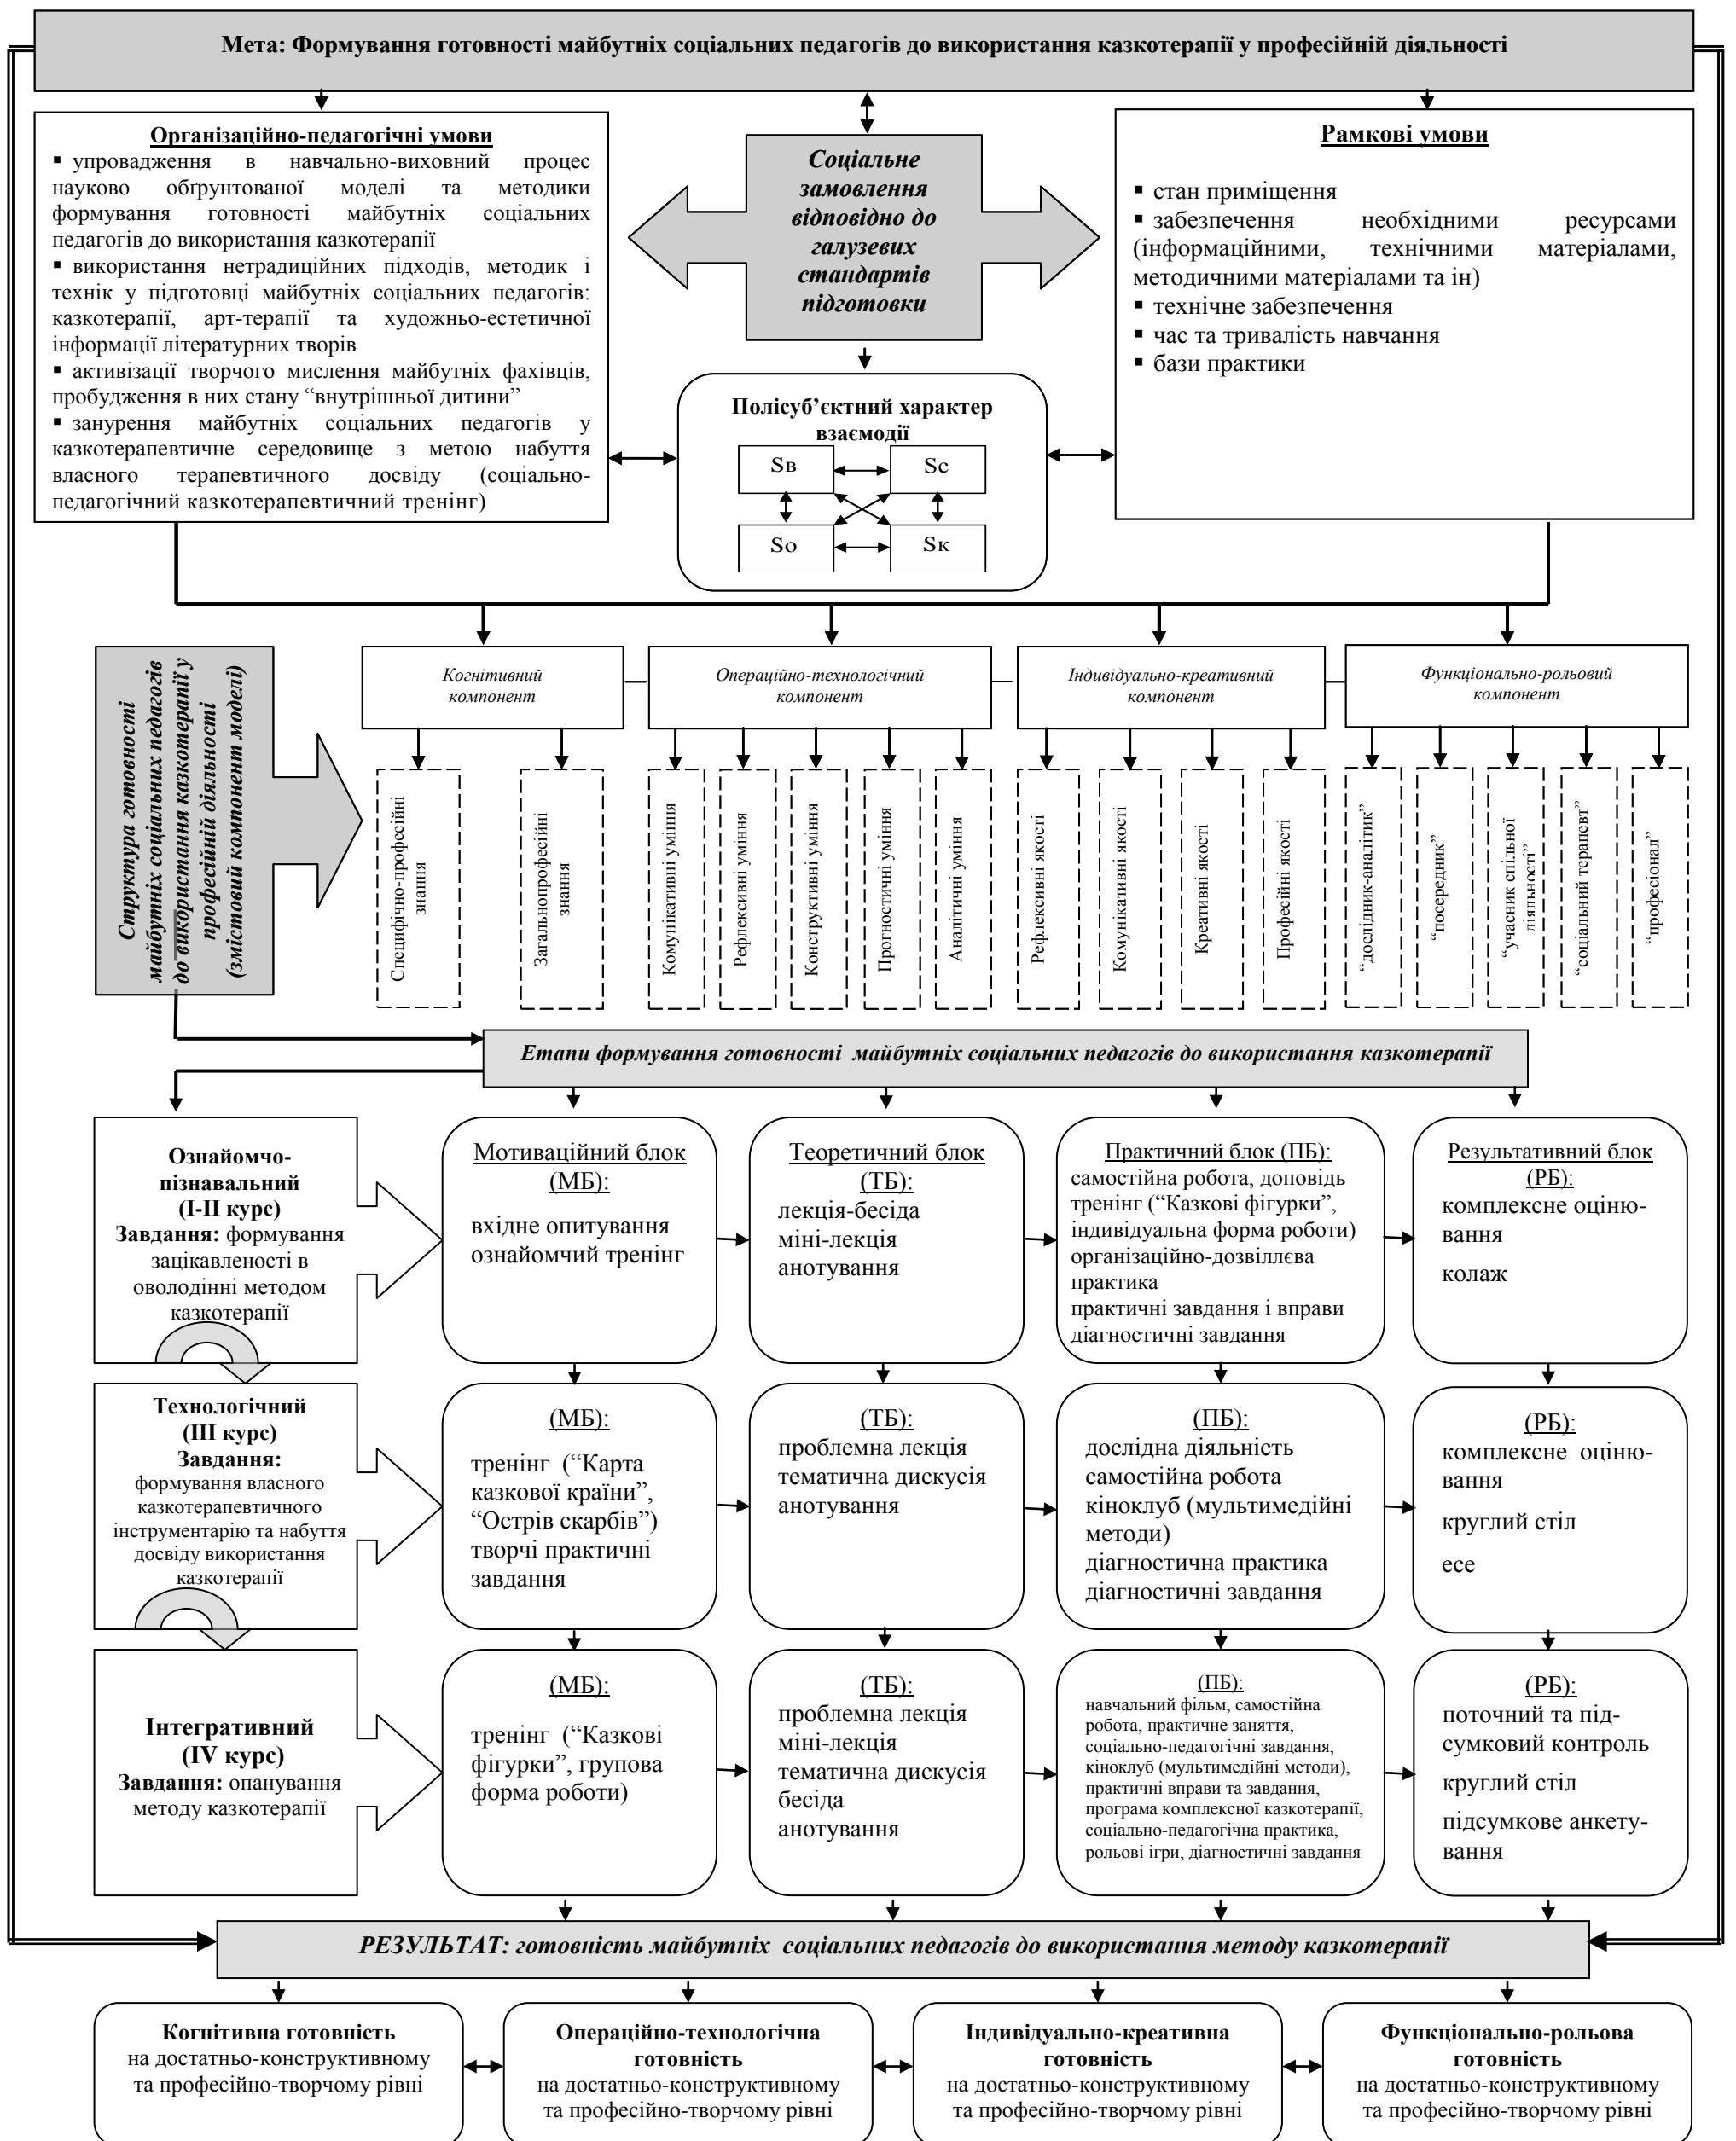 Мета: Формування готовності майбутніх соціальних педагогів до використання казкотерапії у професійній діяльності
Організаційно-педагогічні умови
▪ упровадження в навчально-виховний процес
науково обґрунтованої моделі та методики
формування готовності майбутніх соціальних
педагогів до використання казкотерапії
▪ використання нетрадиційних підходів, методик і
технік у підготовці майбутніх соціальних педагогів:
казкотерапії, арт-терапії та художньо-естетичної
інформації літературних творів
▪ активізації творчого мислення майбутніх фахівців,
пробудження в них стану “внутрішньої дитини”
▪ занурення майбутніх соціальних педагогів у
казкотерапевтичне середовище з метою набуття
власного терапевтичного досвіду (соціально-
педагогічний казкотерапевтичний тренінг)
Соціальне
замовлення
відповідно до
галузевих
стандартів
підготовки
Рамкові умови
▪ стан приміщення
▪ забезпечення необхідними ресурсами
(інформаційними, технічними матеріалами,
методичними матеріалами та ін)
▪ технічне забезпечення
▪ час та тривалість навчання
▪ бази практики
Полісуб’єктний характер
взаємодії
Sв
Sс
Sо
Sк
Структура готовності
майбутніх соціальних педагогів
до використання казкотерапії у
професійній діяльності
(змістовий компонент моделі)
Когнітивний
компонент
Операційно-технологічний
компонент
Індивідуально-креативний
компонент
Функціонально-рольовий
компонент
Специфічно-професійні
знання
Загальнопрофесійні
знання
Комунікативні уміння
Рефлексивні уміння
Конструктивні уміння
Прогностичні уміння
Аналітичні уміння
Рефлексивні якості
Комунікативні якості
Креативні якості
Професійні якості
“дослідник-аналітик”
“посередник”
“учасник спільної
діяльності”
“соціальний терапевт”
“професіонал”
Етапи формування готовності майбутніх соціальних педагогів до використання казкотерапії
Ознайомчо-
пізнавальний
(І-ІІ курс)
Завдання: формування
зацікавленості в
оволодінні методом
казкотерапії
Мотиваційний блок
(МБ):
вхідне опитування
ознайомчий тренінг
Теоретичний блок
(ТБ):
лекція-бесіда
міні-лекція
анотування
Практичний блок (ПБ):
самостійна робота, доповідь
тренінг (“Казкові фігурки”,
індивідуальна форма роботи)
організаційно-дозвіллєва
практика
практичні завдання і вправи
діагностичні завдання
Результативний блок
(РБ):
комплексне оціню-
вання
колаж
Технологічний
(ІІІ курс)
Завдання:
формування власного
казкотерапевтичного
інструментарію та набуття
досвіду використання
казкотерапії
(МБ):
тренінг (“Карта
казкової країни”,
“Острів скарбів”)
творчі практичні
завдання
(ТБ):
проблемна лекція
тематична дискусія
анотування
(ПБ):
дослідна діяльність
самостійна робота
кіноклуб (мультимедійні
методи)
діагностична практика
діагностичні завдання
(РБ):
комплексне оціню-
вання
круглий стіл
есе
Інтегративний
(IV курс)
Завдання: опанування
методу казкотерапії
(МБ):
тренінг (“Казкові
фігурки”, групова
форма роботи)
(ТБ):
проблемна лекція
міні-лекція
тематична дискусія
бесіда
анотування
(ПБ):
навчальний фільм, самостійна
робота, практичне заняття,
соціально-педагогічні завдання,
кіноклуб (мультимедійні методи),
практичні вправи та завдання,
програма комплексної казкотерапії,
соціально-педагогічна практика,
рольові ігри, діагностичні завдання
(РБ):
поточний та під-
сумковий контроль
круглий стіл
підсумкове анкету-
вання
РЕЗУЛЬТАТ: готовність майбутніх соціальних педагогів до використання методу казкотерапії
Когнітивна готовність
на достатньо-конструктивному
та професійно-творчому рівні
Операційно-технологічна
готовність
на достатньо-конструктивному
та професійно-творчому рівні
Індивідуально-креативна
готовність
на достатньо-конструктивному
та професійно-творчому рівні
Функціонально-рольова
готовність
на достатньо-конструктивному
та професійно-творчому рівні